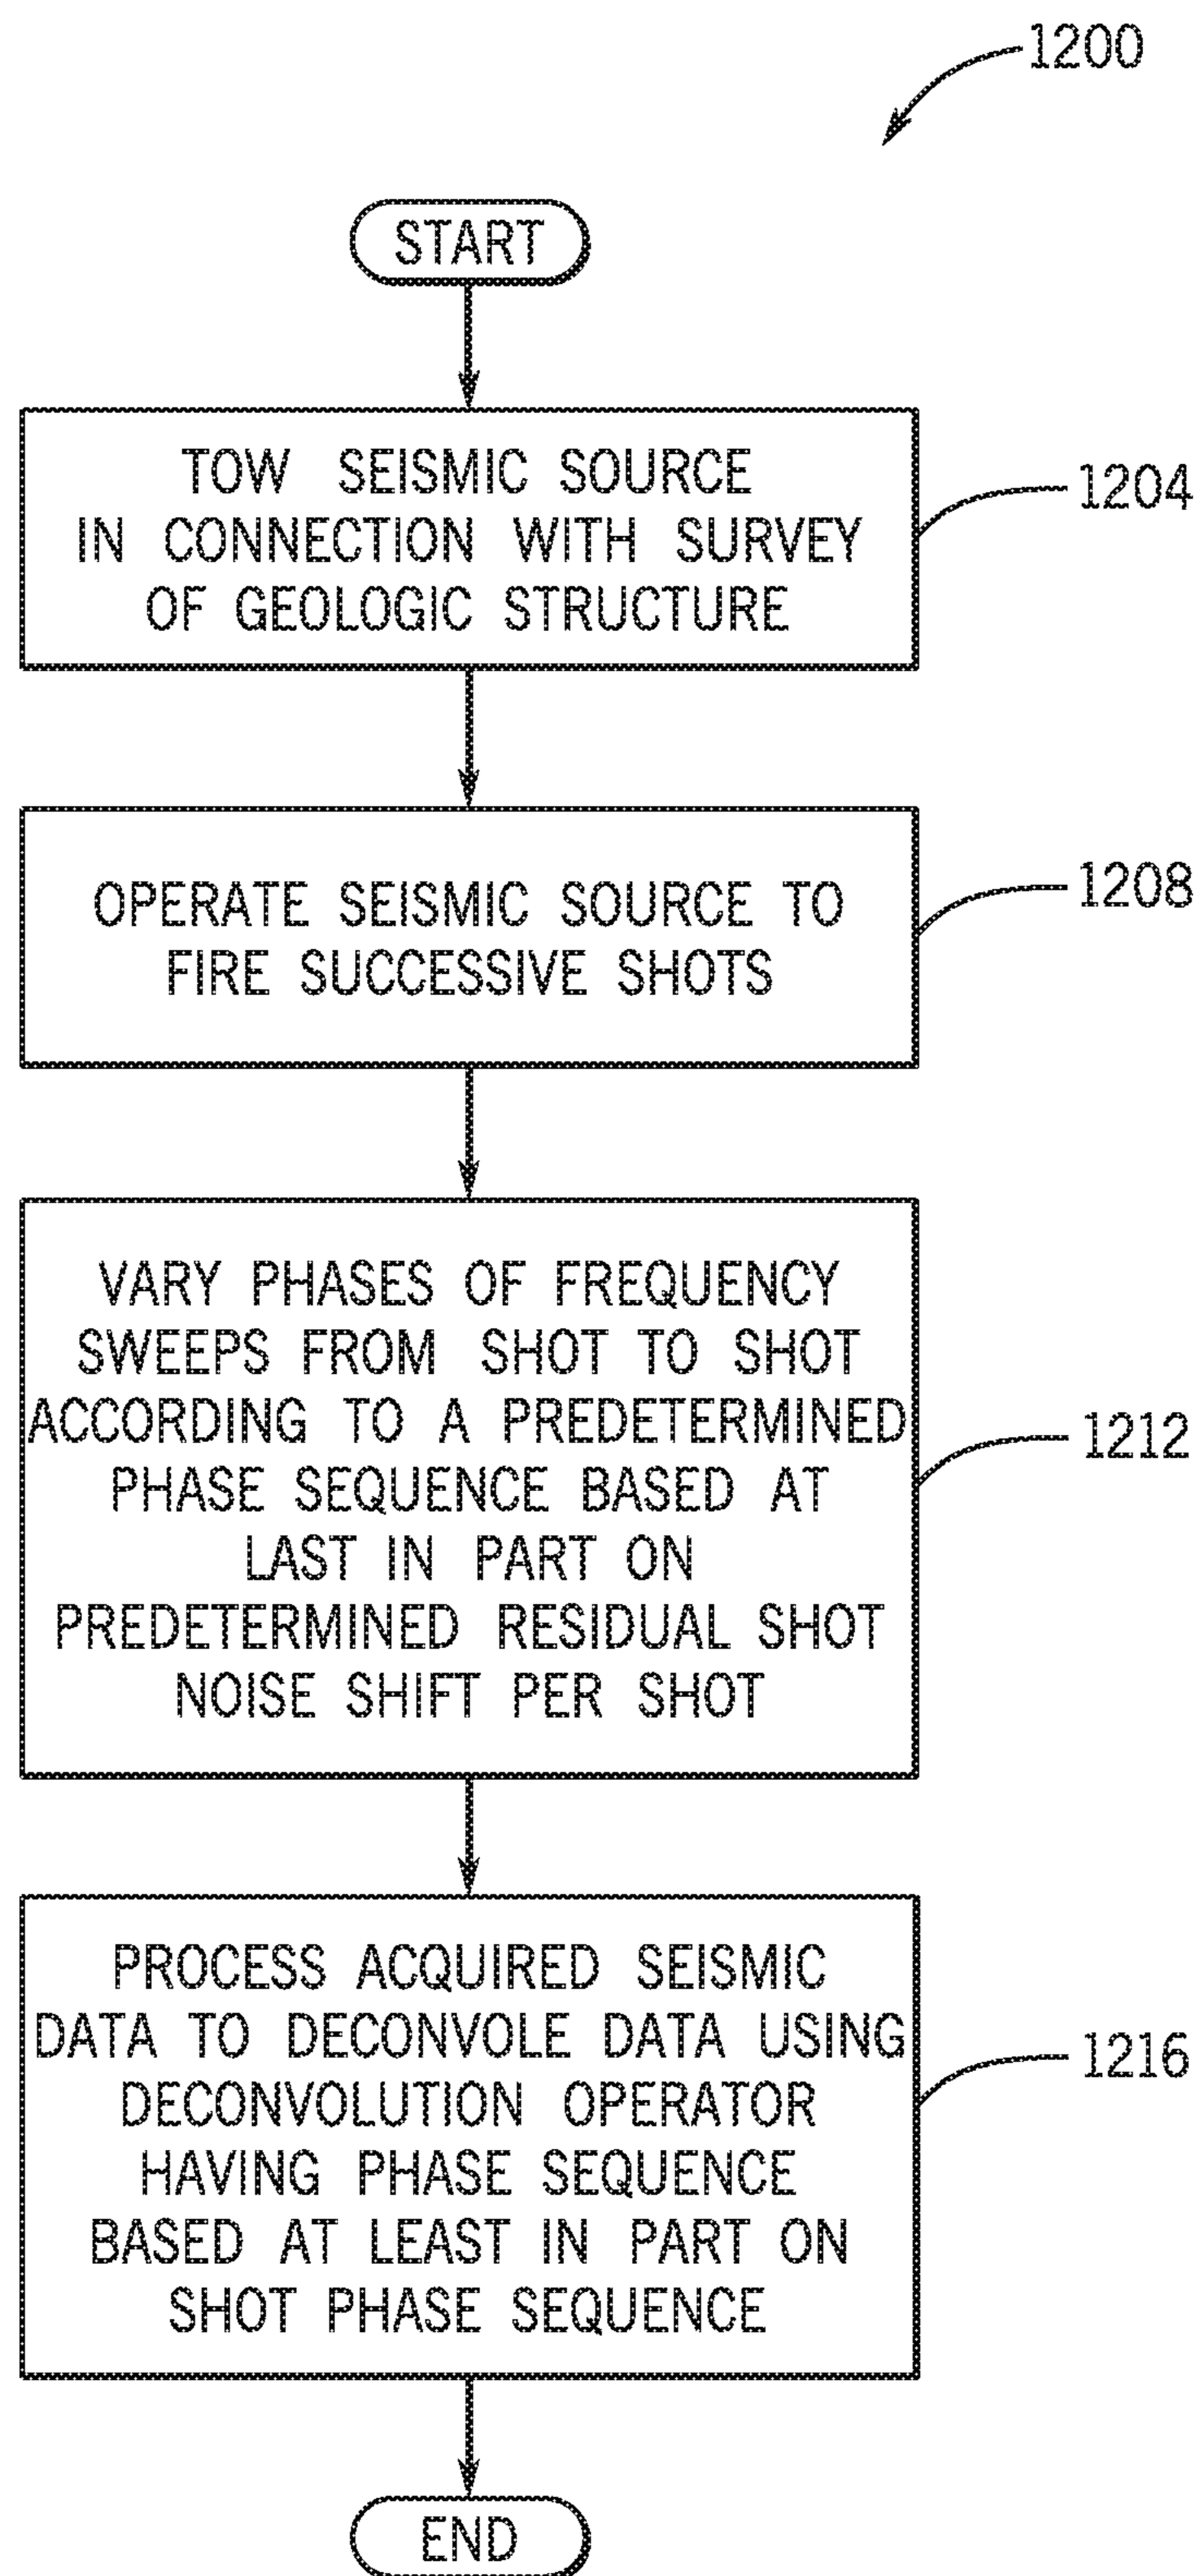 1200
START
TOW SEISMIC SOURCE
IN CONNECTION WITH SURVEY
OF GEOLOGIC STRUCTURE
1204
OPERATE SEISMIC SOURCE TO
FIRE SUCCESSIVE SHOTS
1208
VARY PHASES OF FREQUENCY
SWEEPS FROM SHOT TO SHOT
ACCORDING TO A PREDETERMINED
PHASE SEQUENCE BASED AT
LAST IN PART ON
PREDETERMINED RESIDUAL SHOT
NOISE SHIFT PER SHOT
1212
PROCESS ACQUIRED SEISMIC
DATA TO DECONVOLE DATA USING
DECONVOLUTION OPERATOR
HAVING PHASE SEQUENCE
BASED AT LEAST IN PART ON
SHOT PHASE SEQUENCE
1216
END